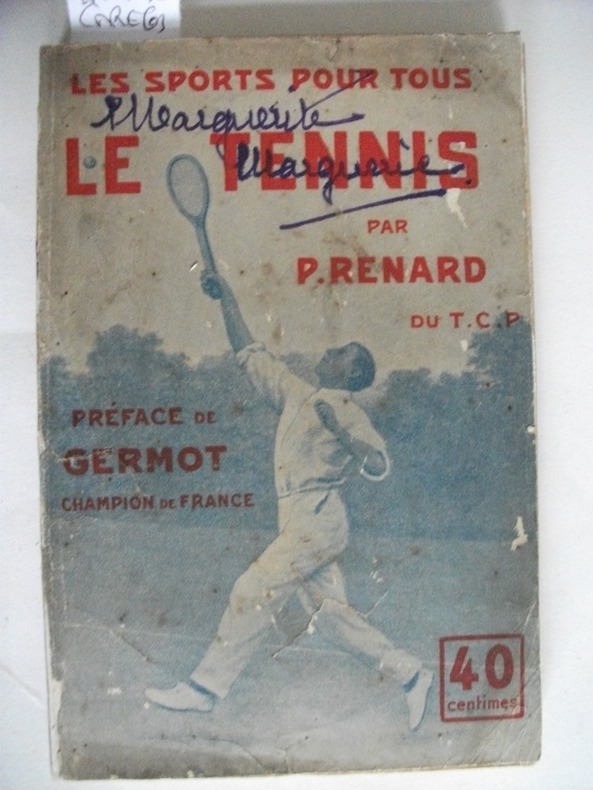 LES SPORTS POUR TOUS
Marguerite
LE TENNIS
PAR
P. RENARD
DU T.C.P
PRÉFACE DE
GERMOT
CHAMPION DE FRANCE
40
centimes